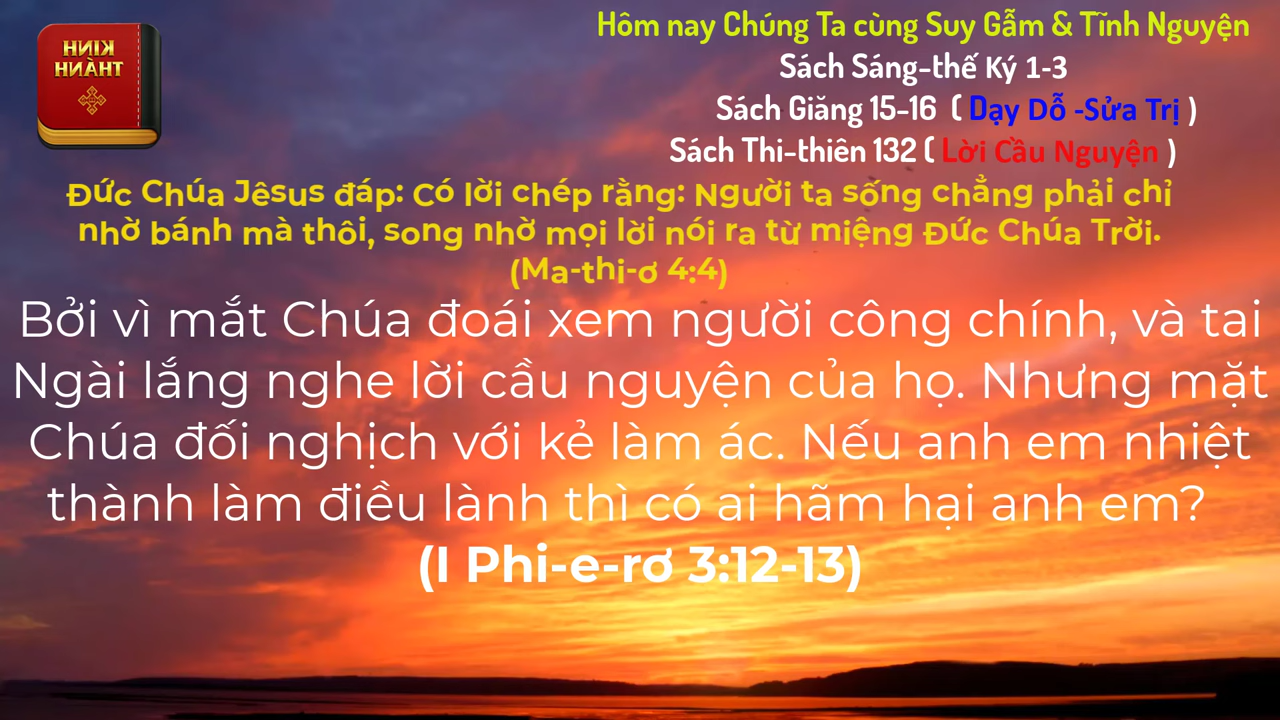 KINH
THÀNH
Hôm nay Chúng Ta cùng Suy Gẫm & Tĩnh Nguyện
Sách Sáng-thế Ký 1-3
Sách Giăng 15-16 ( Dạy Dỗ -Sửa Trị )
Sách Thi-thiên 132 ( Lời Cầu Nguyện )
Đức Chúa Jêsus đáp: Có lời chép rằng: Người ta sống chẳng phải chỉ
nhờ bánh mà thôi, song nhờ mọi lời nói ra từ miệng Đức Chúa Trời.
(Ma-thi-ơ 4:4)
Bởi vì mắt Chúa đoái xem người công chính, và tai
Ngài lắng nghe lời cầu nguyện của họ. Nhưng mặt
Chúa đối nghịch với kẻ làm ác. Nếu anh em nhiệt
thành làm điều lành thì có ai hãm hại anh em?
(I Phi-e-rơ 3:12-13)